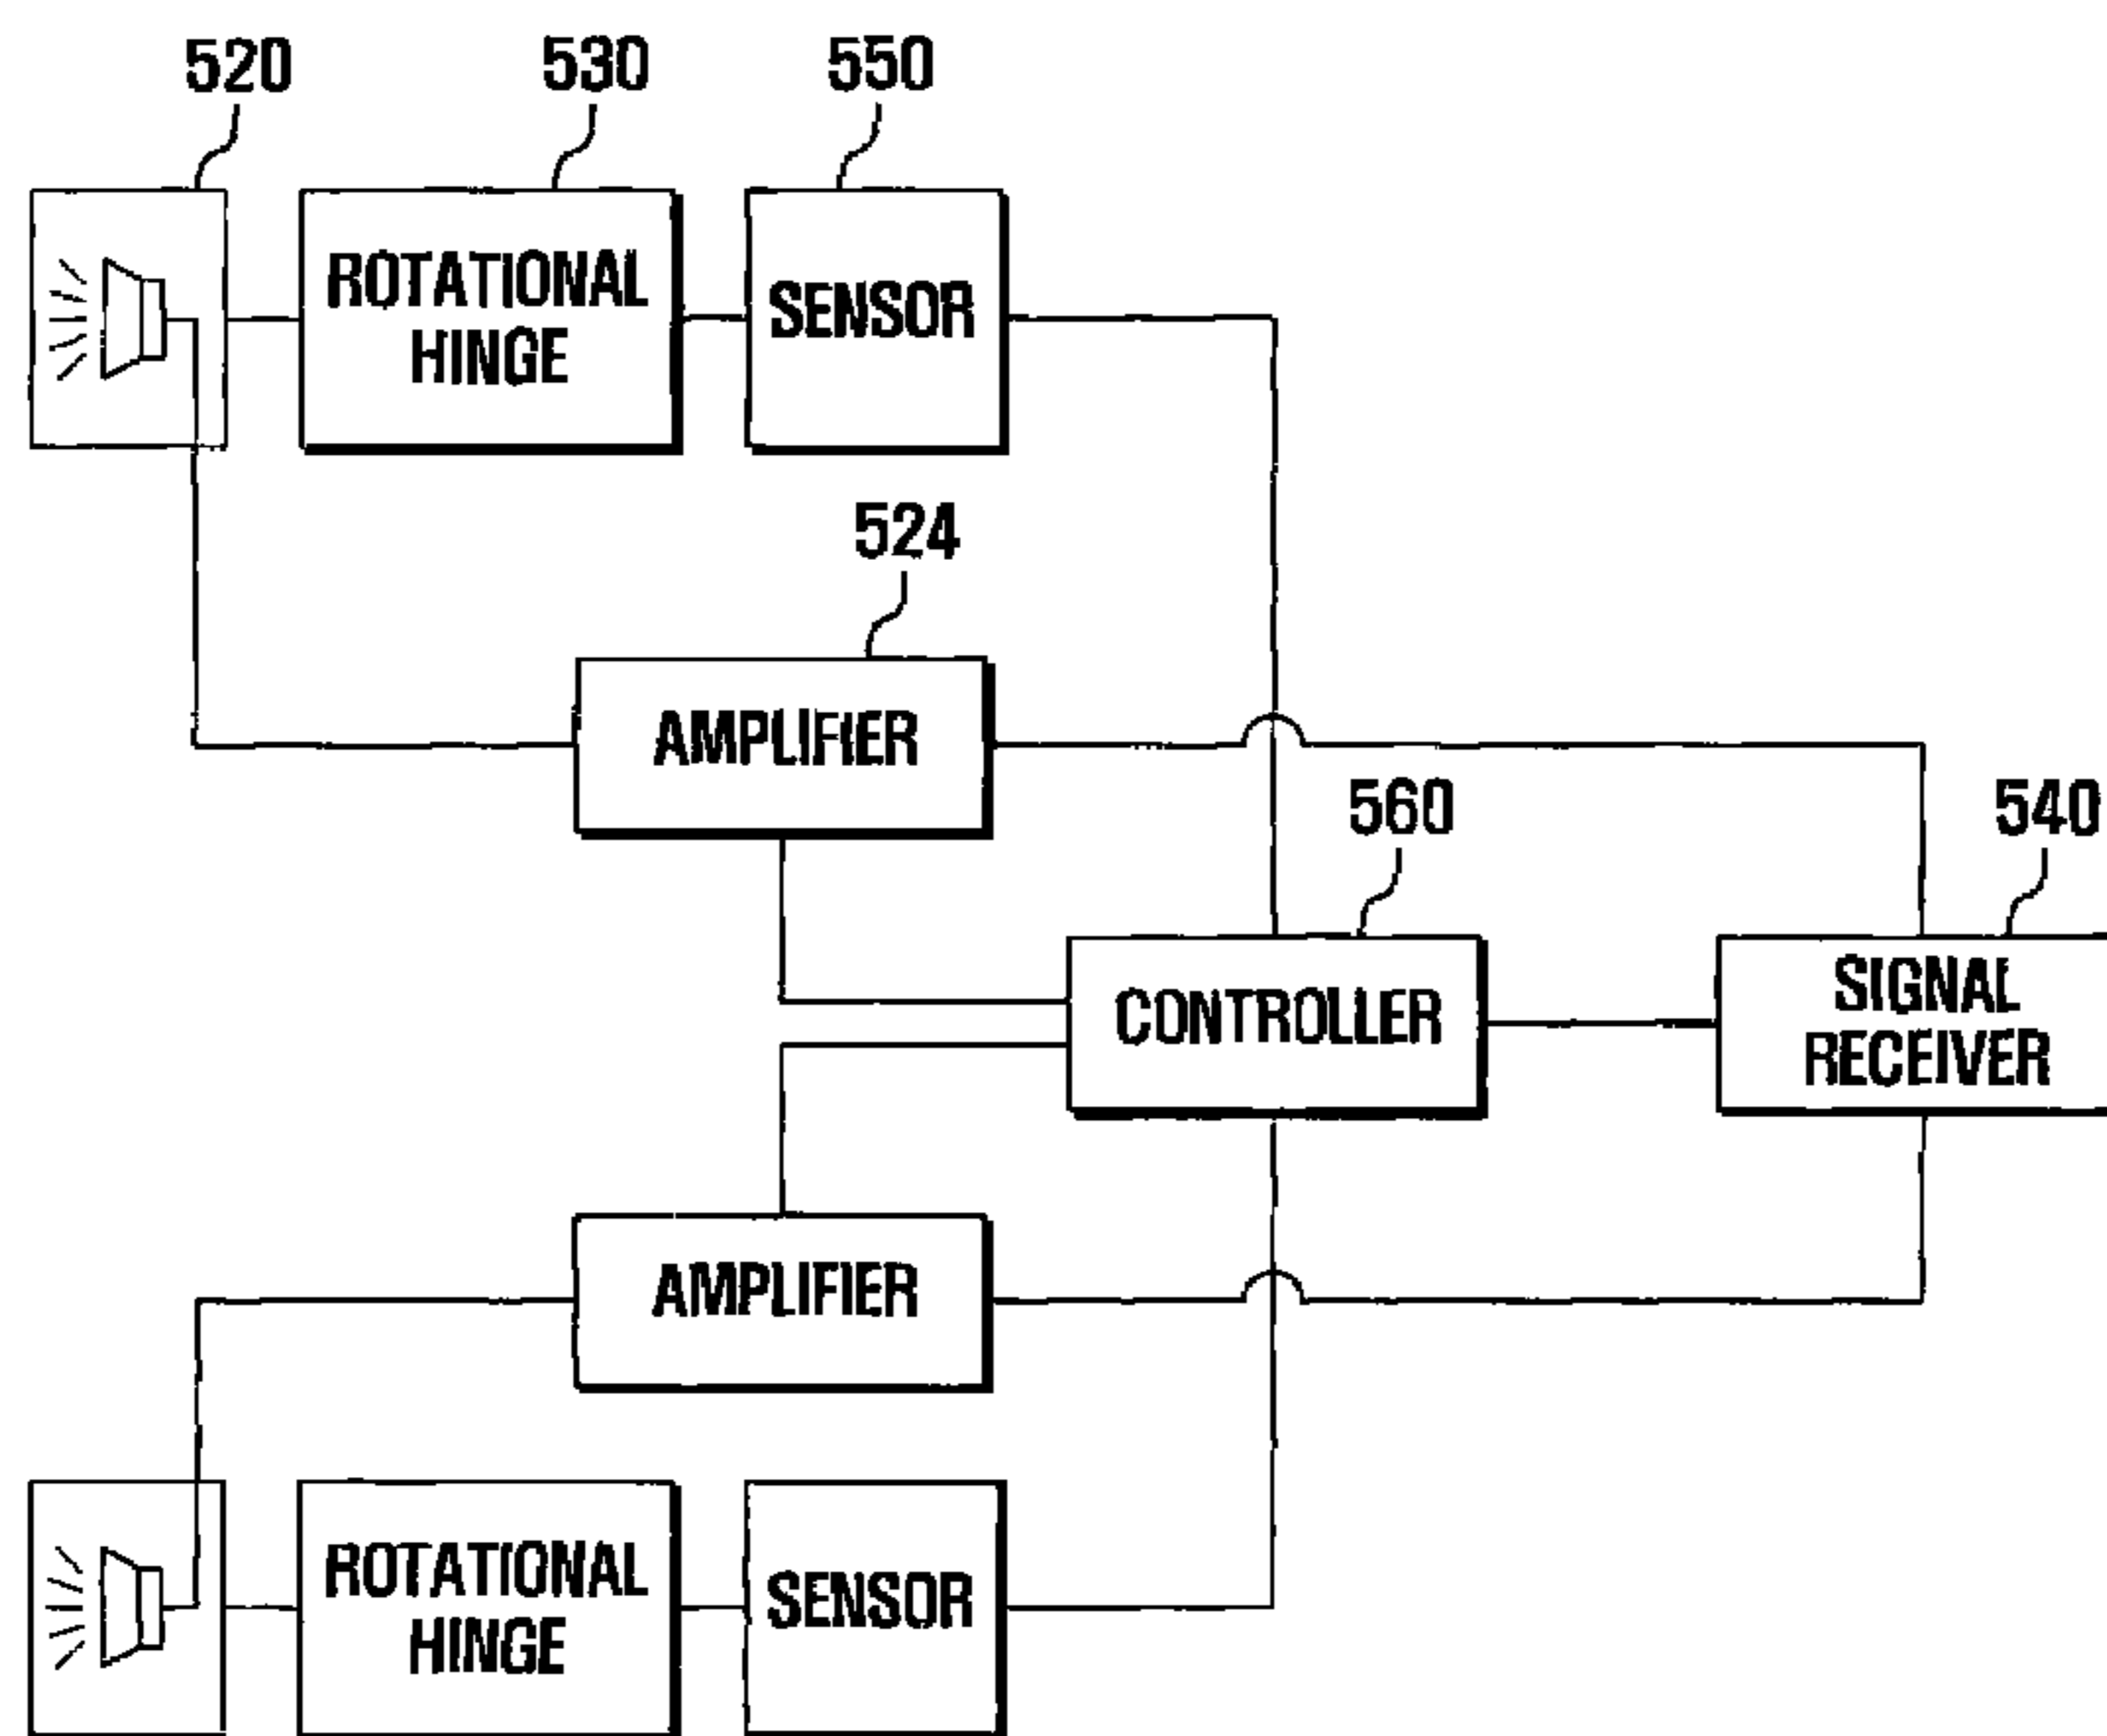 520
530
550
ROTATIONAL
HINGE
SENSOR
524
AMPLIFIER
560
540
CONTROLLER
SIGNAL
RECEIVER
AMPLIFIER
ROTATIONAL
HINGE
SENSOR